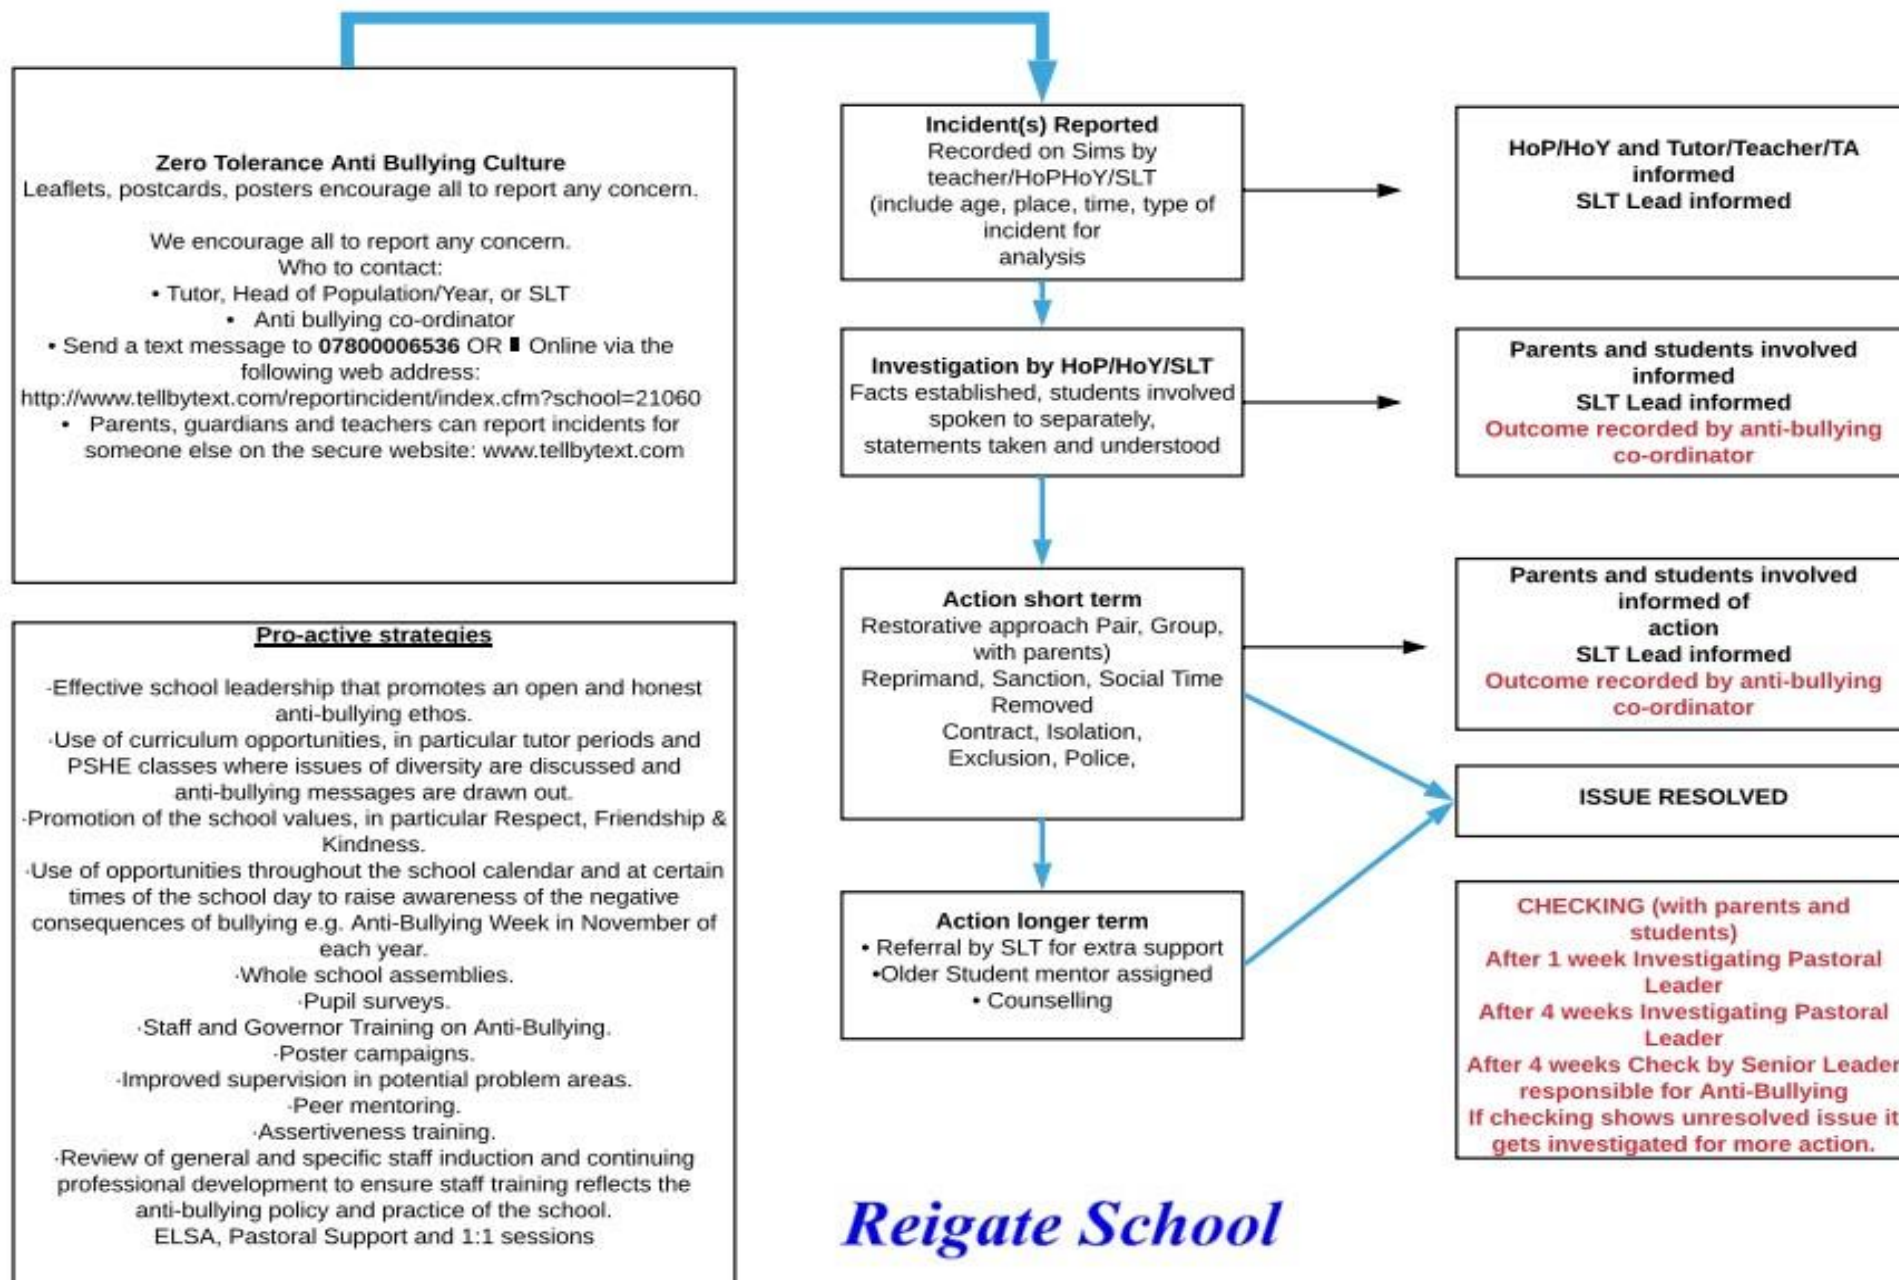 Zero Tolerance Anti Bullying Culture
Leaflets, postcards, posters encourage all to report any concern.
We encourage all to report any concern.
Who to contact:
• Tutor, Head of Population/Year, or SLT
• Anti bullying co-ordinator
• Send a text message to 07800006536 OR ▮ Online via the
following web address:
http://www.tellbytext.com/reportincident/index.cfm?school=21060
• Parents, guardians and teachers can report incidents for
someone else on the secure website: www.tellbytext.com
Pro-active strategies
·Effective school leadership that promotes an open and honest
anti-bullying ethos.
·Use of curriculum opportunities, in particular tutor periods and
PSHE classes where issues of diversity are discussed and
anti-bullying messages are drawn out.
·Promotion of the school values, in particular Respect, Friendship &
Kindness.
·Use of opportunities throughout the school calendar and at certain
times of the school day to raise awareness of the negative
consequences of bullying e.g. Anti-Bullying Week in November of
each year.
·Whole school assemblies.
·Pupil surveys.
·Staff and Governor Training on Anti-Bullying.
·Poster campaigns.
·Improved supervision in potential problem areas.
·Peer mentoring.
·Assertiveness training.
·Review of general and specific staff induction and continuing
professional development to ensure staff training reflects the
anti-bullying policy and practice of the school.
ELSA, Pastoral Support and 1:1 sessions
Incident(s) Reported
Recorded on Sims by
teacher/HoPHoY/SLT
(include age, place, time, type of
incident for
analysis
HoP/HoY and Tutor/Teacher/TA
informed
SLT Lead informed
Investigation by HoP/HoY/SLT
Facts established, students involved
spoken to separately,
statements taken and understood
Parents and students involved
informed
SLT Lead informed
Outcome recorded by anti-bullying
co-ordinator
Action short term
Restorative approach Pair, Group,
with parents)
Reprimand, Sanction, Social Time
Removed
Contract, Isolation,
Exclusion, Police,
Parents and students involved
informed of
action
SLT Lead informed
Outcome recorded by anti-bullying
co-ordinator
ISSUE RESOLVED
Action longer term
• Referral by SLT for extra support
•Older Student mentor assigned
• Counselling
CHECKING (with parents and
students)
After 1 week Investigating Pastoral
Leader
After 4 weeks Investigating Pastoral
Leader
After 4 weeks Check by Senior Leader
responsible for Anti-Bullying
If checking shows unresolved issue it
gets investigated for more action.
Reigate School